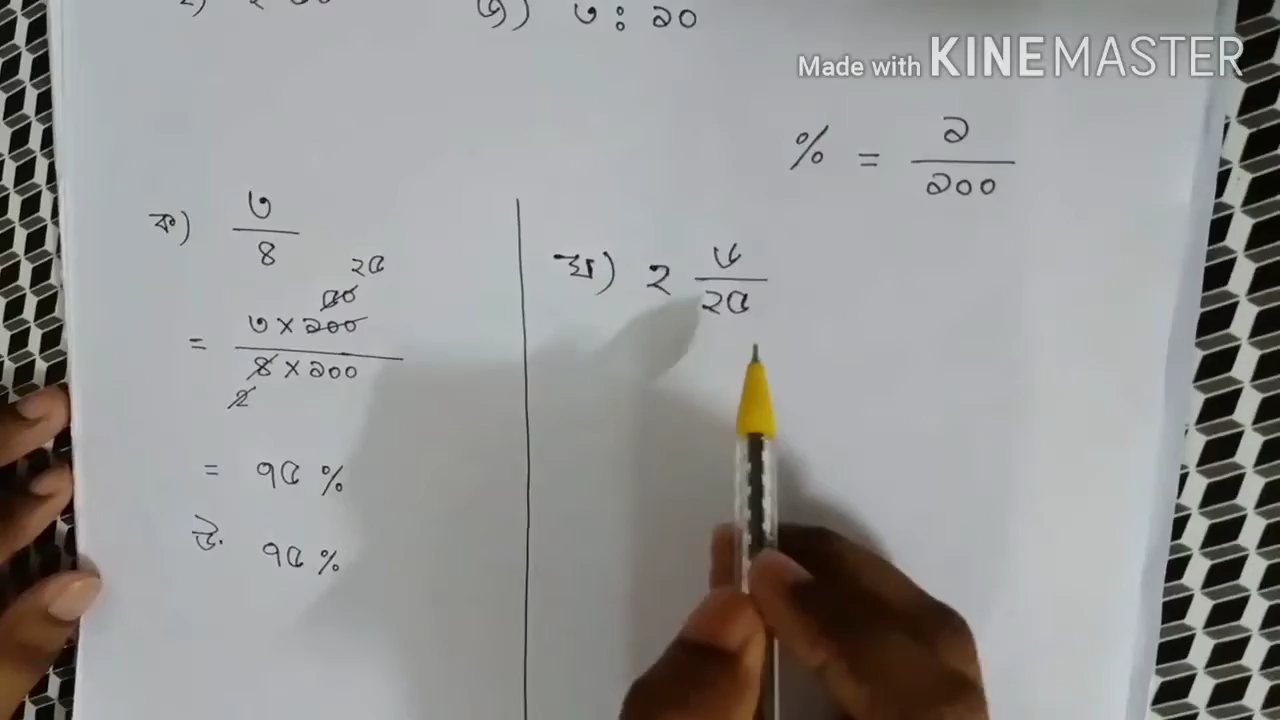 ৩ : ১০
Made with KINEMASTER
% = ১/১০০
ক) ৩/৪
২৫
৫০
= ৩ × ১০০ / ৪ × ১০০
২
= ৭৫ %
উ. ৭৫ %
খ) ২ ৬/২৫